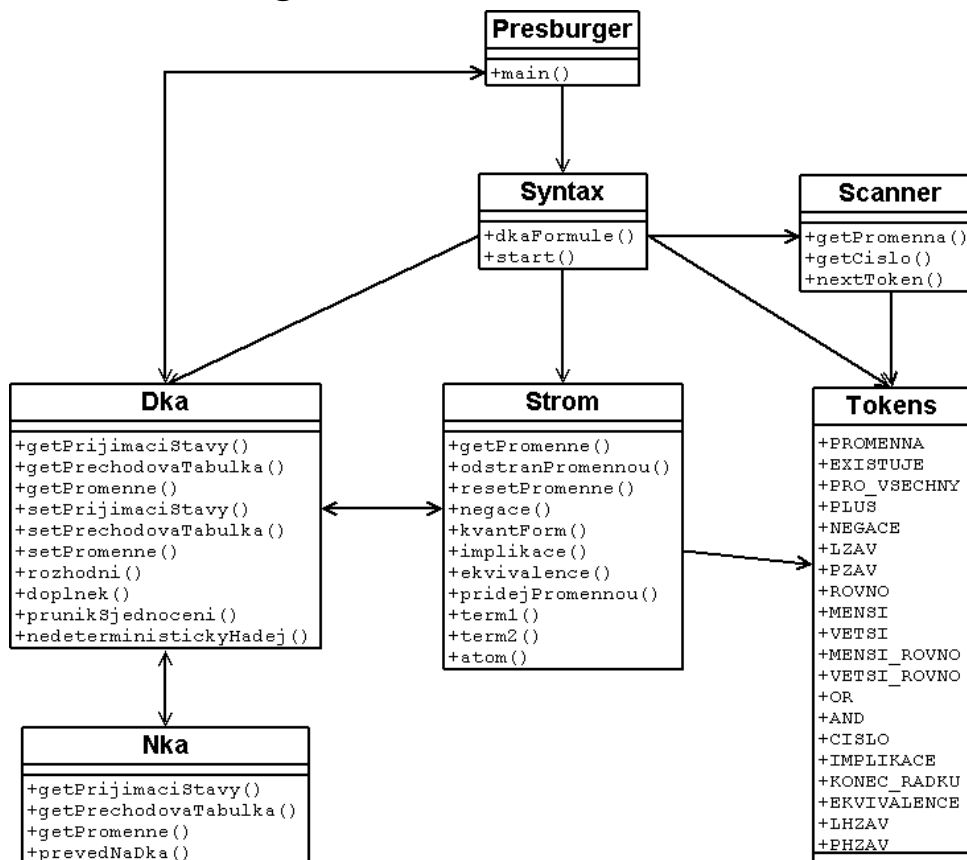 Presburger
+main()
Syntax
+dkaFormule()
+start()
Scanner
+getPromenna()
+getCislo()
+nextToken()
Dka
+getPrijimaciStavy()
+getPrechodovaTabulka()
+getPromenne()
+setPrijimaciStavy()
+setPrechodovaTabulka()
+setPromenne()
+rozhodni()
+doplnek()
+prunikSjednoceni()
+nedeterministickyHadej()
Strom
+getPromenne()
+odstranPromennou()
+resetPromenne()
+negace()
+kvantForm()
+implikace()
+ekvivalence()
+pridejPromennou()
+term1()
+term2()
+atom()
Tokens
+PROMENNA
+EXISTUJE
+PRO_VSECHNY
+PLUS
+NEGACE
+LZAV
+PZAV
+ROVNO
+MENSI
+VETSI
+MENSI_ROVNO
+VETSI_ROVNO
+OR
+AND
+CISLO
+IMPLIKACE
+KONEC_RADKU
+EKVIVALENCE
+LHZAV
+PHZAV
Nka
+getPrijimaciStavy()
+getPrechodovaTabulka()
+getPromenne()
+prevedNaDka()